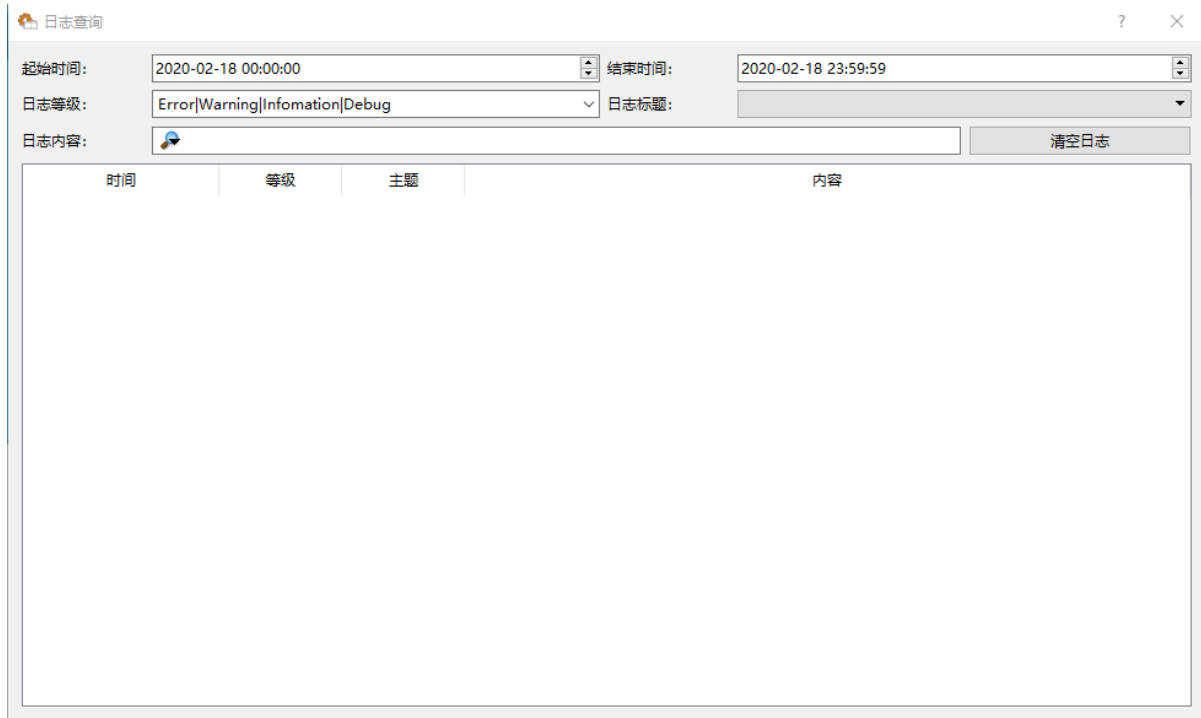 日志查询
起始时间: 2020-02-18 00:00:00 结束时间: 2020-02-18 23:59:59
日志等级: Error|Warning|Infomation|Debug 日志标题:
日志内容: 清空日志
时间 等级 主题 内容